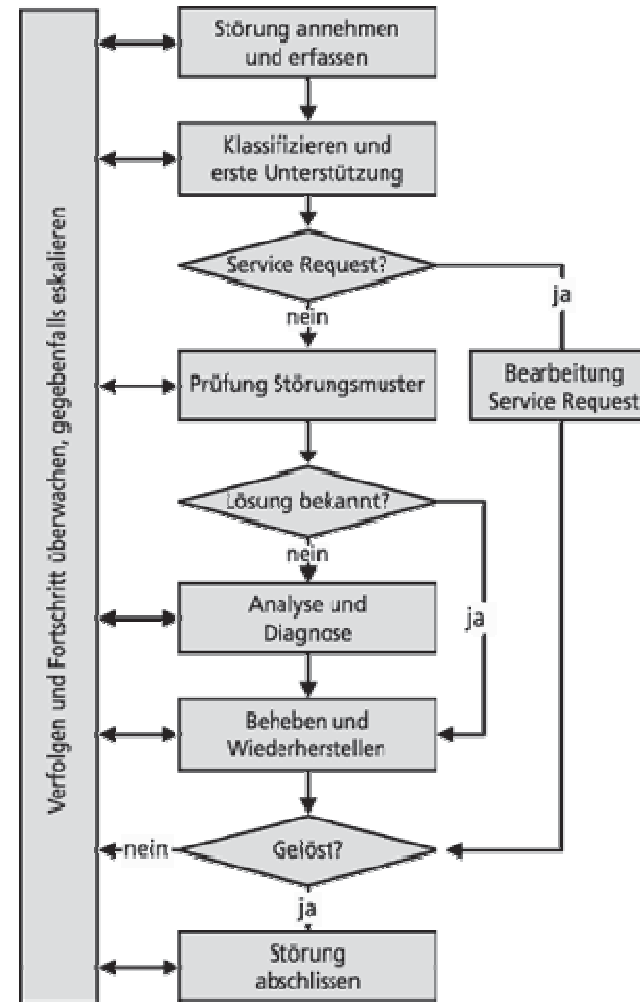 Störung annehmen
und erfassen
Klassifizieren und
erste Unterstützung
Service Request?
ja
nein
Prüfung Störungsmuster
Bearbeitung
Service Request
Lösung bekannt?
nein
ja
Analyse und
Diagnose
Beheben und
Wiederherstellen
Gelöst?
nein
ja
Störung
abschlissen
Verfolgen und Fortschritt überwachen, gegebenfalls eskalieren